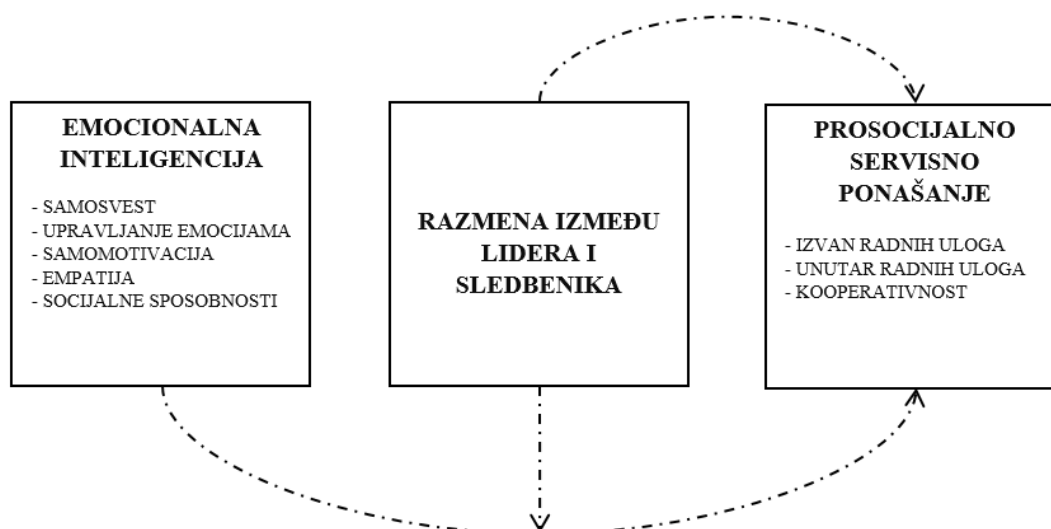 EMOCIONALNA
INTELIGENCIJA
- SAMOSVEST
- UPRAVLJANJE EMOCIJAMA
- SAMOMOTIVACIJA
- EMPATIJA
- SOCIJALNE SPOSOBNOSTI
RAZMENA IZMEĐU
LIDERA I
SLEDBENIKA
PROSOCIJALNO
SERVISNO
PONAŠANJE
- IZVAN RADNIH ULOGA
- UNUTAR RADNIH ULOGA
- KOOPERATIVNOST